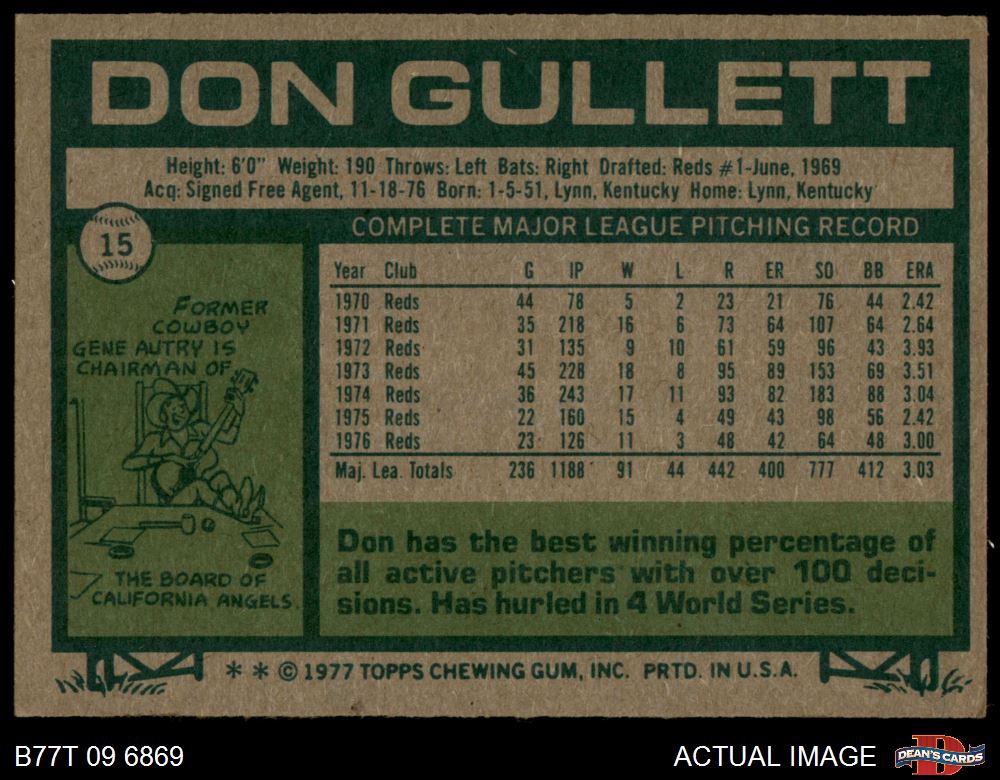 DON GULLETT
Height: 6'0" Weight: 190 Throws: Left Bats: Right Drafted: Reds #1-June, 1969
Acq: Signed Free Agent, 11-18-76 Born: 1-5-51, Lynn, Kentucky Home: Lynn, Kentucky
15
FORMER
COWBOY
GENE AUTRY IS
CHAIRMAN OF
THE BOARD OF
CALIFORNIA ANGELS.
COMPLETE MAJOR LEAGUE PITCHING RECORD
Year Club G IP W L R ER SO BB ERA
1970 Reds 44 78 5 2 23 21 76 44 2.42
1971 Reds 35 218 16 6 73 64 107 64 2.64
1972 Reds 31 135 9 10 61 59 96 43 3.93
1973 Reds 45 228 18 8 95 89 153 69 3.51
1974 Reds 36 243 17 11 93 82 183 88 3.04
1975 Reds 22 160 15 4 49 43 98 56 2.42
1976 Reds 23 126 11 3 48 42 64 48 3.00
Maj. Lea. Totals 236 1188 91 44 442 400 777 412 3.03
Don has the best winning percentage of
all active pitchers with over 100 deci-
sions. Has hurled in 4 World Series.
* * © 1977 TOPPS CHEWING GUM, INC. PRTD. IN U.S.A.
B77T 09 6869
ACTUAL IMAGE
D
DEAN'S CARDS